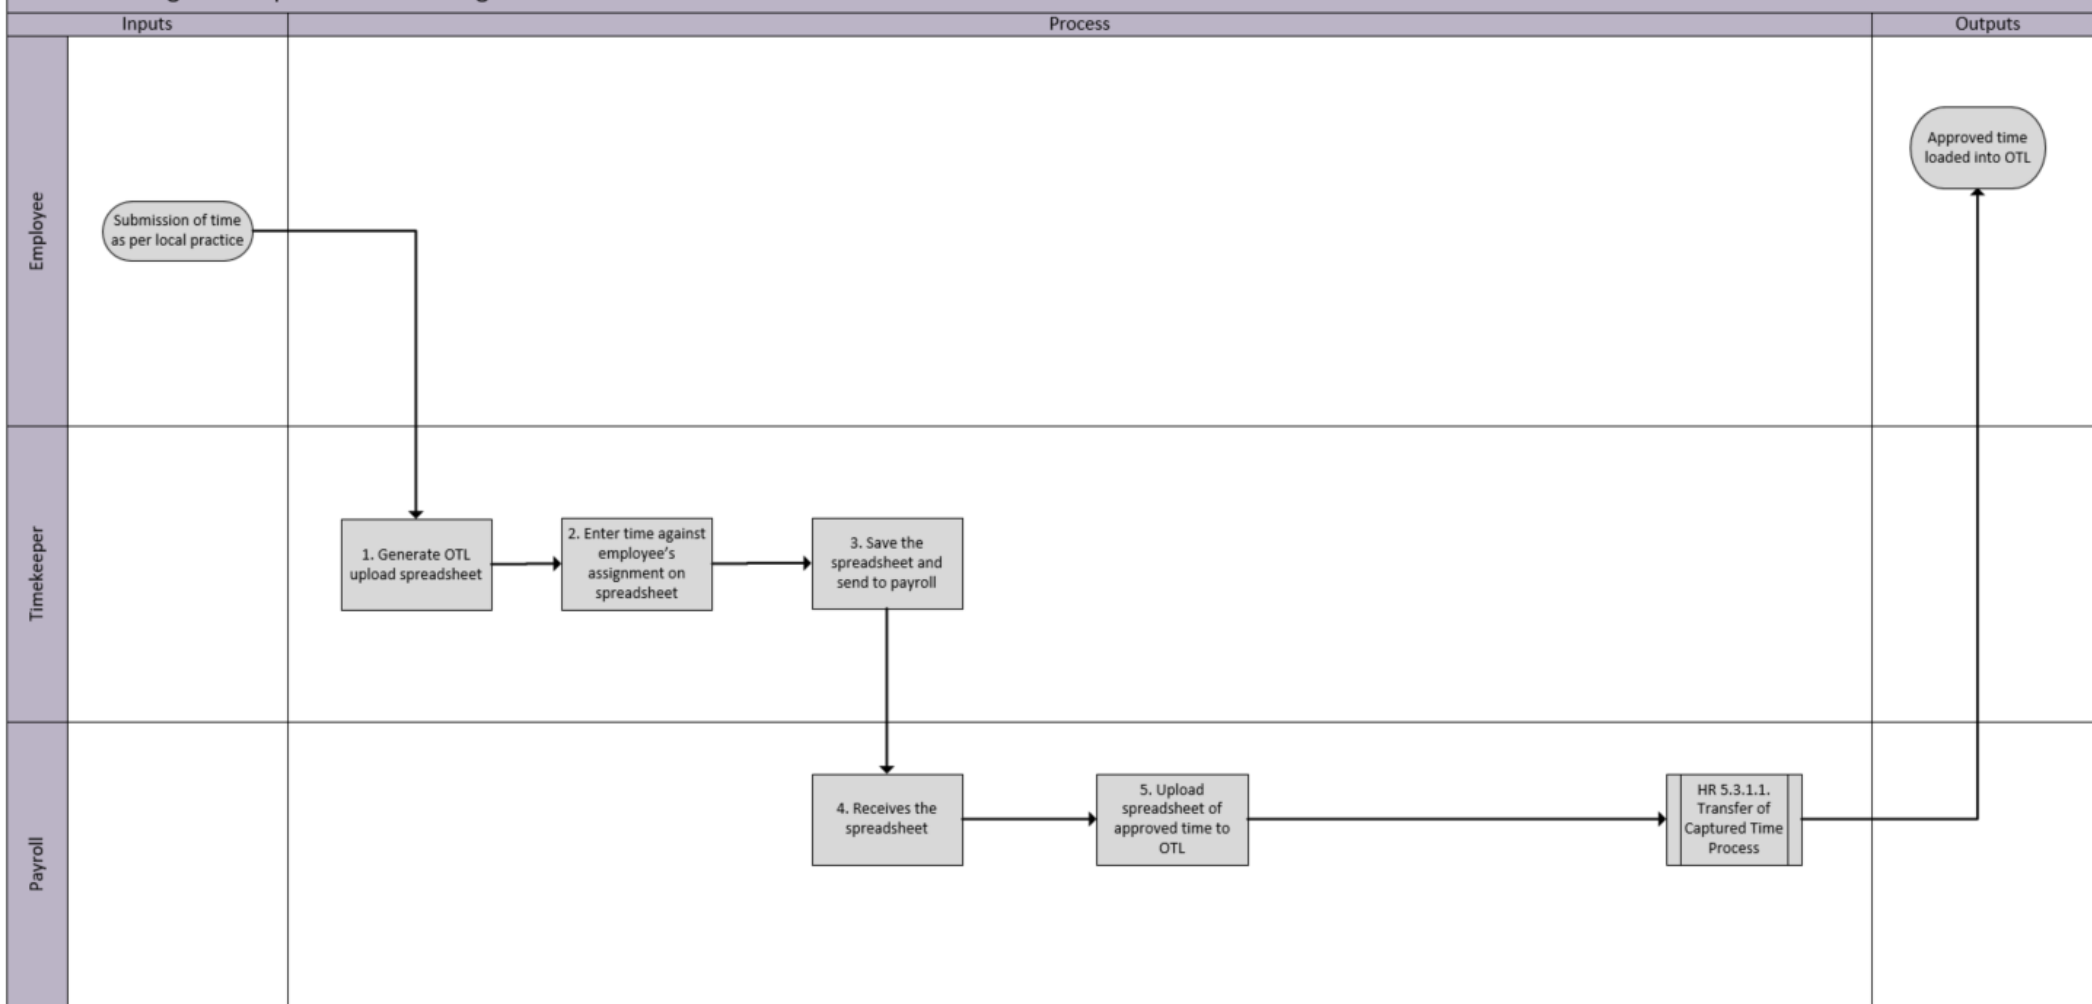 Inputs
Process
Outputs
Employee
Submission of time
as per local practice
Approved time
loaded into OTL
Timekeeper
1. Generate OTL
upload spreadsheet
2. Enter time against
employee’s
assignment on
spreadsheet
3. Save the
spreadsheet and
send to payroll
Payroll
4. Receives the
spreadsheet
5. Upload
spreadsheet of
approved time to
OTL
HR 5.3.1.1.
Transfer of
Captured Time
Process